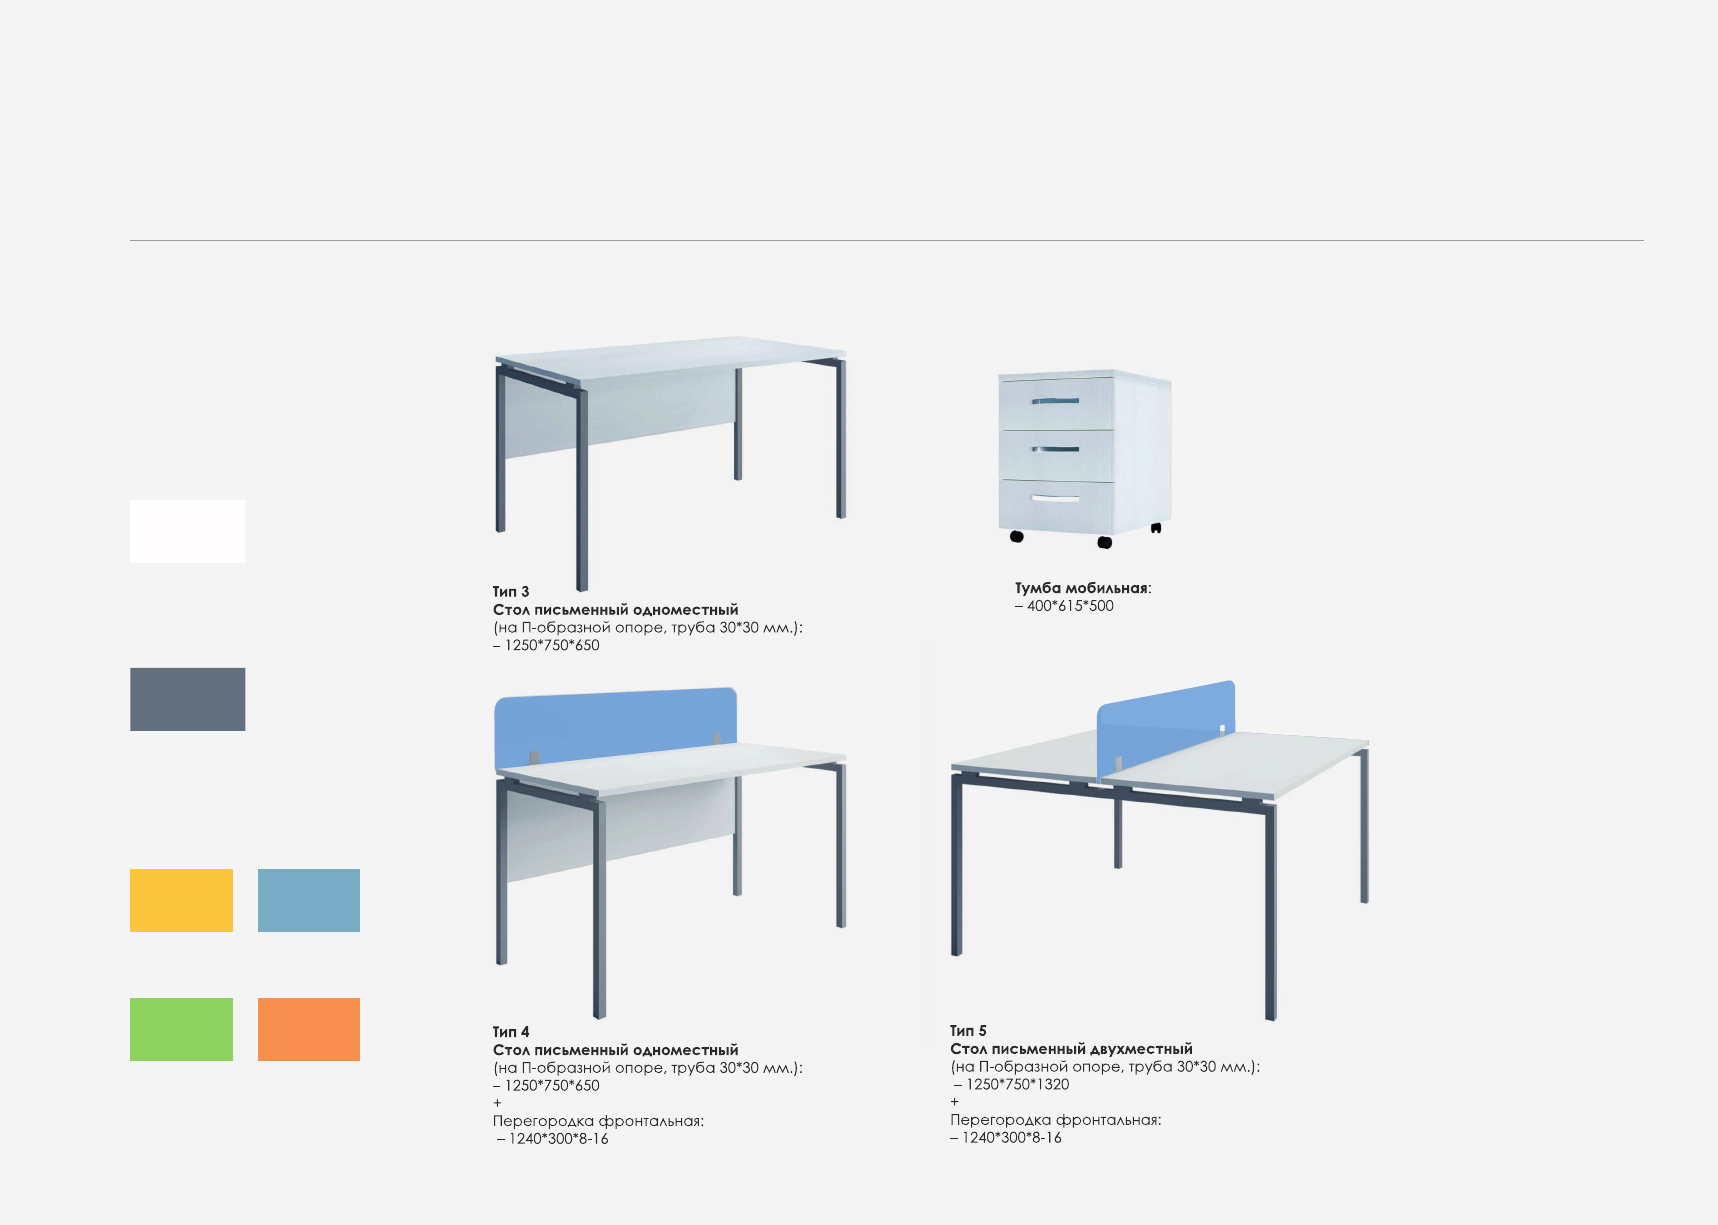 Тип 3
Стол письменный одноместный
(на П-образной опоре, труба 30*30 мм.):
– 1250*750*650
Тумба мобильная:
– 400*615*500
Тип 4
Стол письменный одноместный
(на П-образной опоре, труба 30*30 мм.):
– 1250*750*650
+
Перегородка фронтальная:
– 1240*300*8-16
Тип 5
Стол письменный двухместный
(на П-образной опоре, труба 30*30 мм.):
– 1250*750*1320
+
Перегородка фронтальная:
– 1240*300*8-16